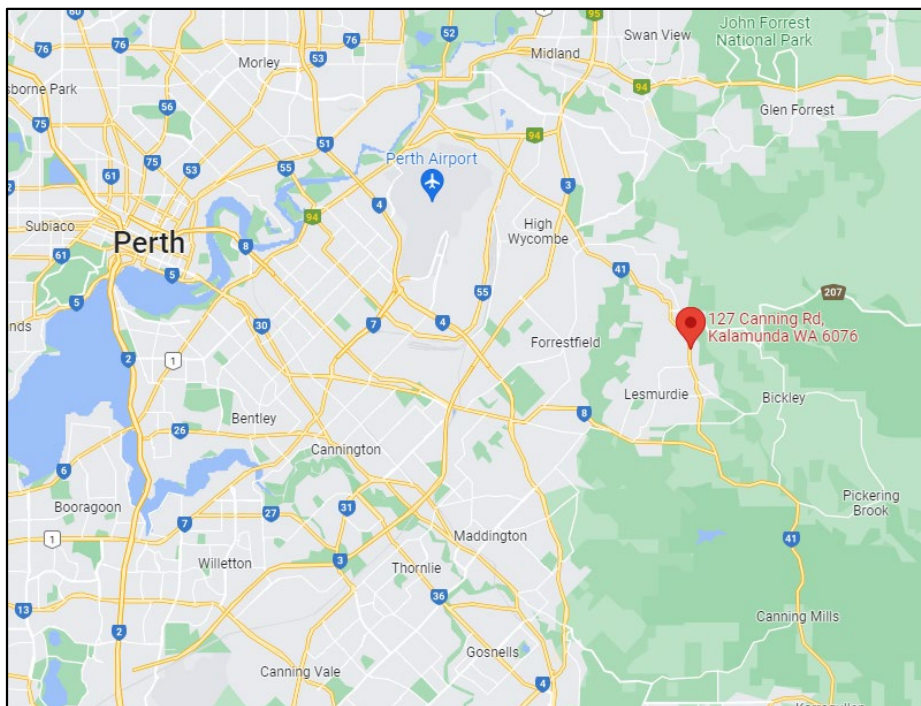 60
76
76
76
53
52
1
95
Swan View
John Forrest
National Park
Midland
Morley
sborne Park
56
94
94
Glen Forrest
75
75
53
51
55
94
61
Perth Airport
4
3
Subiaco
94
High
Wycombe
Perth
8
61
41
5
5
207
55
127 Canning Rd,
Kalamunda WA 6076
nds
30
7
4
2
1
Forrestfield
Lesmurdie
Bickley
Bentley
8
26
Cannington
6
Booragoon
31
27
7
Pickering
Brook
1
Maddington
41
Willetton
3
Thornlie
36
13
2
Canning Mills
Gosnells
Canning Vale
4